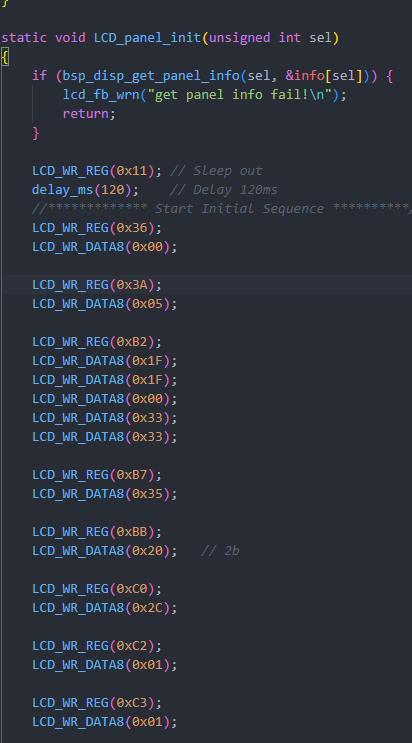 }
static void LCD_panel_init(unsigned int sel)
{
    if (bsp_disp_get_panel_info(sel, &info[sel])) {
        lcd_fb_wrn("get panel info fail!\n");
        return;
    }
    LCD_WR_REG(0x11); // Sleep out
    delay_ms(120);    // Delay 120ms
    //************* Start Initial Sequence **********/
    LCD_WR_REG(0x36);
    LCD_WR_DATA8(0x00);
    LCD_WR_REG(0x3A);
    LCD_WR_DATA8(0x05);
    LCD_WR_REG(0xB2);
    LCD_WR_DATA8(0x1F);
    LCD_WR_DATA8(0x1F);
    LCD_WR_DATA8(0x00);
    LCD_WR_DATA8(0x33);
    LCD_WR_DATA8(0x33);
    LCD_WR_REG(0xB7);
    LCD_WR_DATA8(0x35);
    LCD_WR_REG(0xBB);
    LCD_WR_DATA8(0x20);   // 2b
    LCD_WR_REG(0xC0);
    LCD_WR_DATA8(0x2C);
    LCD_WR_REG(0xC2);
    LCD_WR_DATA8(0x01);
    LCD_WR_REG(0xC3);
    LCD_WR_DATA8(0x01);